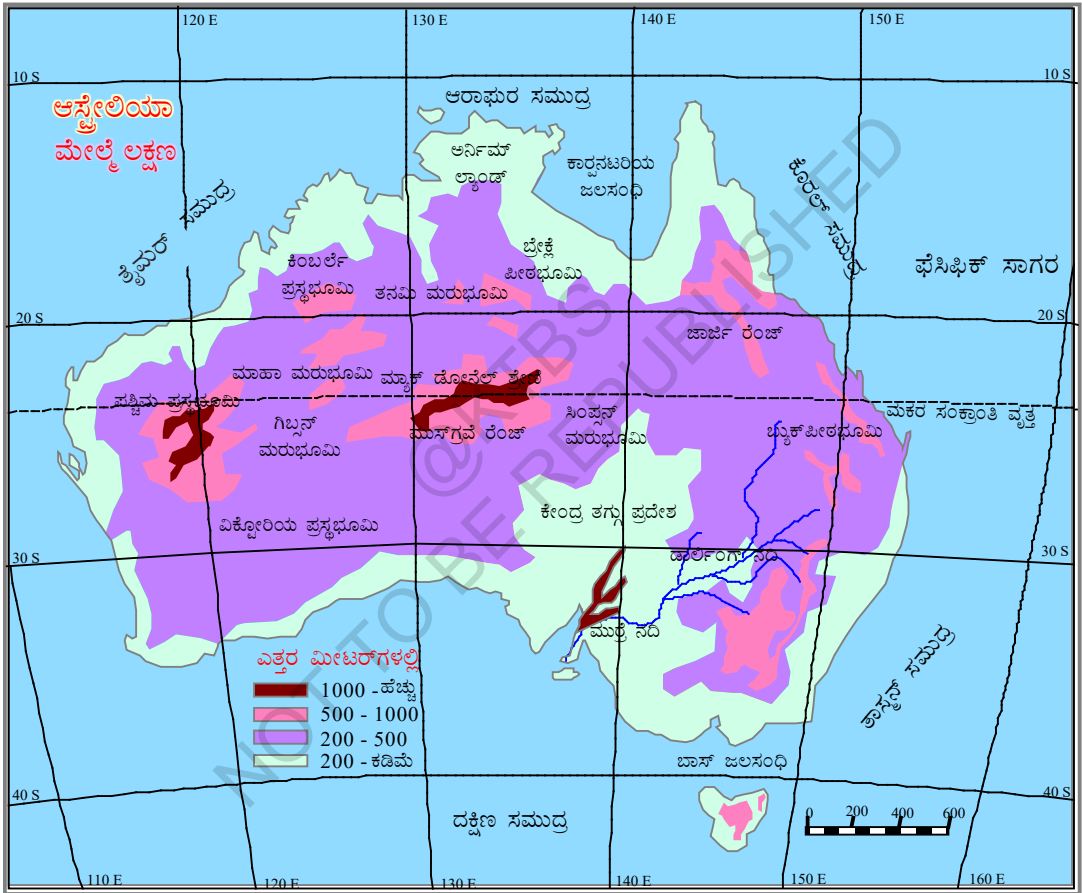 120 E
130 E
140 E
150 E
10 S
10 S
ಆಸ್ಟ್ರೇಲಿಯಾ
ಮೇಲ್ಮೈ ಲಕ್ಷಣ
ಆರಾಫುರ ಸಮುದ್ರ
ಅರ್ನಿಮ್
ಲ್ಯಾಂಡ್
ಕಾರ‍್ಪನಟರಿಯ
ಜಲಸಂಧಿ
ಕೊರಲ್ ಸಮುದ್ರ
ಸಮುದ್ರ
ಫೆಸಿಫಿಕ್ ಸಾಗರ
ಕಿಂಬರ್ಲೆ
ಪ್ರಸ್ಥಭೂಮಿ
ತನಮಿ ಮರುಭೂಮಿ
ಬ್ರೇಕ್ಲೆ
ಪೀಠಭೂಮಿ
20 S
20 S
ಜಾರ್ಜಿ ರೆಂಜ್
ಮಾಹಾ ಮರುಭೂಮಿ
ಮ್ಯಾಕ್ ಡೋನೆಲ್ ಶ್ರೇಣಿ
ಪಶ್ಚಿಮ ಪ್ರಸ್ಥಭೂಮಿ
ಮಕರ ಸಂಕ್ರಾಂತಿ ವೃತ್ತ
ಗಿಬ್ಸನ್
ಮರುಭೂಮಿ
ಮುಸ್‌ಗ್ರವೆ ರೆಂಜ್
ಸಿಂಪ್ಸನ್
ಮರುಭೂಮಿ
ಬ್ಯುಕ್‌ಪೀಠಭೂಮಿ
ವಿಕ್ಟೋರಿಯ ಪ್ರಸ್ಥಭೂಮಿ
ಕೇಂದ್ರ ತಗ್ಗು ಪ್ರದೇಶ
30 S
30 S
ಡಾರ್ಲಿಂಗ್ ನದಿ
ಮುರ‍್ರೆ ನದಿ
ಎತ್ತರ ಮೀಟರ್‌ಗಳಲ್ಲಿ
1000 - ಹೆಚ್ಚು
500 - 1000
200 - 500
200 - ಕಡಿಮೆ
ತಾಸ್ಮನ್ ಸಮುದ್ರ
ಬಾಸ್ ಜಲಸಂಧಿ
40 S
40 S
ದಕ್ಷಿಣ ಸಮುದ್ರ
0 200 400 600
110 E
120 E
130 E
140 E
150 E
160 E
@KTBS
NOT TO BE REPUBLISHED